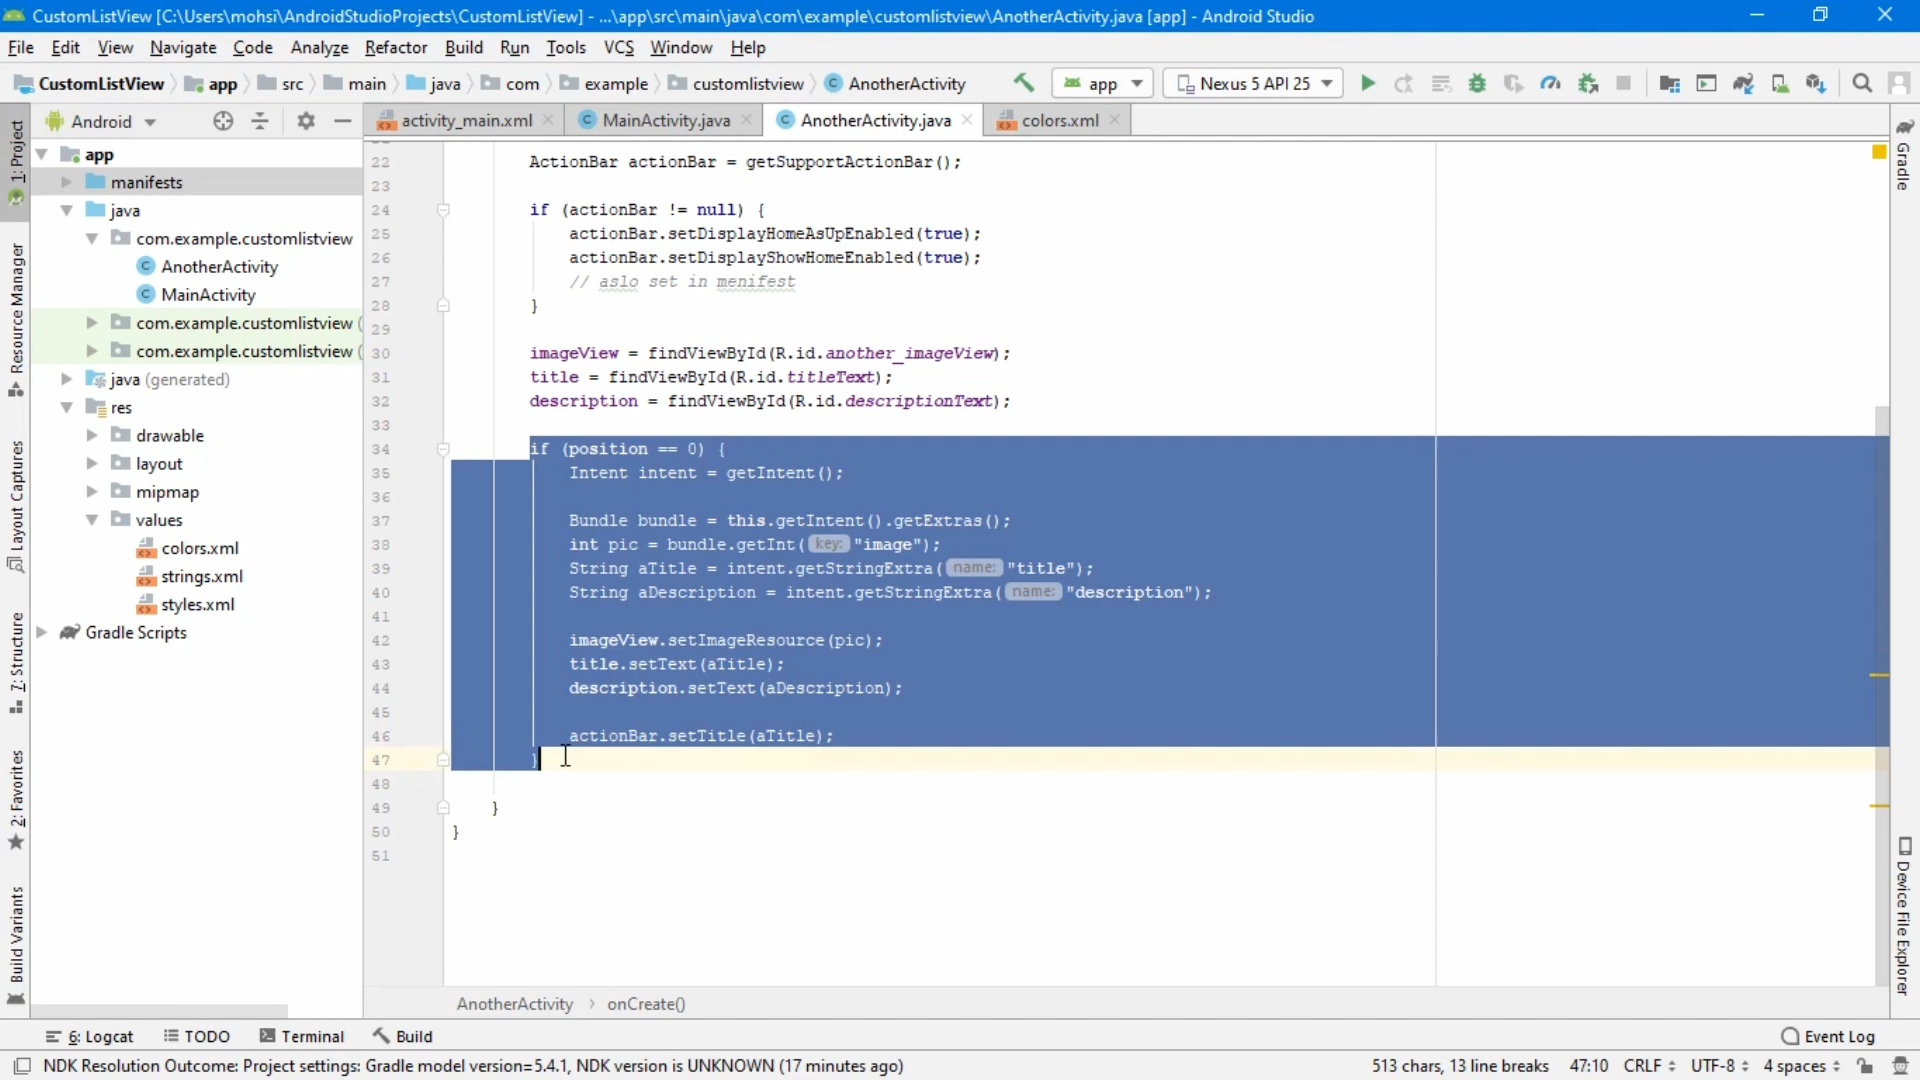 CustomListView [C:\Users\mohsi\AndroidStudioProjects\CustomListView] - ...\app\src\main\java\com\example\customlistview\AnotherActivity.java [app] - Android Studio
File Edit View Navigate Code Analyze Refactor Build Run Tools VCS Window Help
CustomListView app src main java com example customlistview AnotherActivity app Nexus 5 API 25
1: Project
Resource Manager
Layout Captures
7: Structure
2: Favorites
Build Variants
Android
app
manifests
java
com.example.customlistview
AnotherActivity
MainActivity
com.example.customlistview (
com.example.customlistview (
java (generated)
res
drawable
layout
mipmap
values
colors.xml
strings.xml
styles.xml
Gradle Scripts
activity_main.xml MainActivity.java AnotherActivity.java colors.xml
22 ActionBar actionBar = getSupportActionBar();
23
24 if (actionBar != null) {
25 actionBar.setDisplayHomeAsUpEnabled(true);
26 actionBar.setDisplayShowHomeEnabled(true);
27 // aslo set in menifest
28 }
29
30 imageView = findViewById(R.id.another_imageView);
31 title = findViewById(R.id.titleText);
32 description = findViewById(R.id.descriptionText);
33
34 if (position == 0) {
35 Intent intent = getIntent();
36
37 Bundle bundle = this.getIntent().getExtras();
38 int pic = bundle.getInt( key: "image");
39 String aTitle = intent.getStringExtra( name: "title");
40 String aDescription = intent.getStringExtra( name: "description");
41
42 imageView.setImageResource(pic);
43 title.setText(aTitle);
44 description.setText(aDescription);
45
46 actionBar.setTitle(aTitle);
47 }
48
49 }
50 }
51
AnotherActivity › onCreate()
Gradle
Device File Explorer
6: Logcat TODO Terminal Build Event Log
NDK Resolution Outcome: Project settings: Gradle model version=5.4.1, NDK version is UNKNOWN (17 minutes ago) 513 chars, 13 line breaks 47:10 CRLF UTF-8 4 spaces